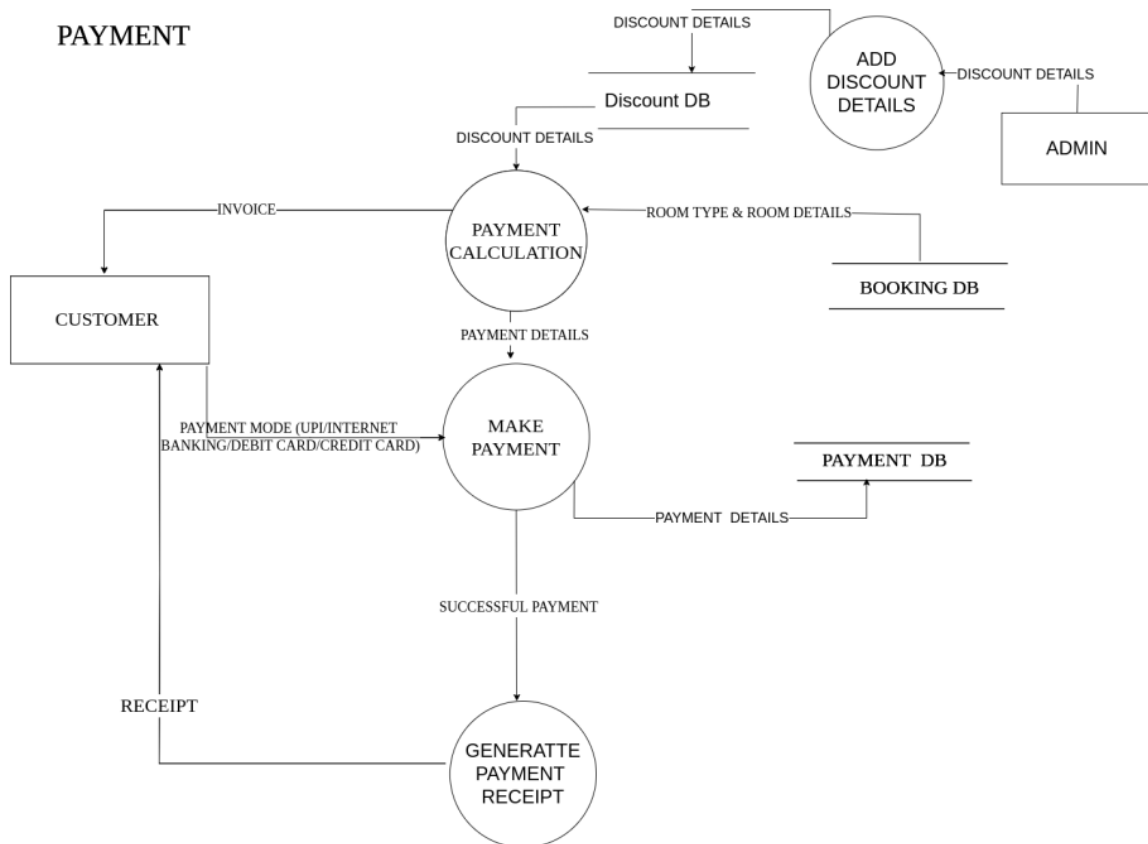 PAYMENT
DISCOUNT DETAILS
ADD
DISCOUNT
DETAILS
DISCOUNT DETAILS
Discount DB
ADMIN
DISCOUNT DETAILS
INVOICE
PAYMENT
CALCULATION
ROOM TYPE & ROOM DETAILS
BOOKING DB
CUSTOMER
PAYMENT DETAILS
PAYMENT MODE (UPI/INTERNET
BANKING/DEBIT CARD/CREDIT CARD)
MAKE
PAYMENT
PAYMENT DB
PAYMENT DETAILS
SUCCESSFUL PAYMENT
RECEIPT
GENERATTE
PAYMENT
RECEIPT